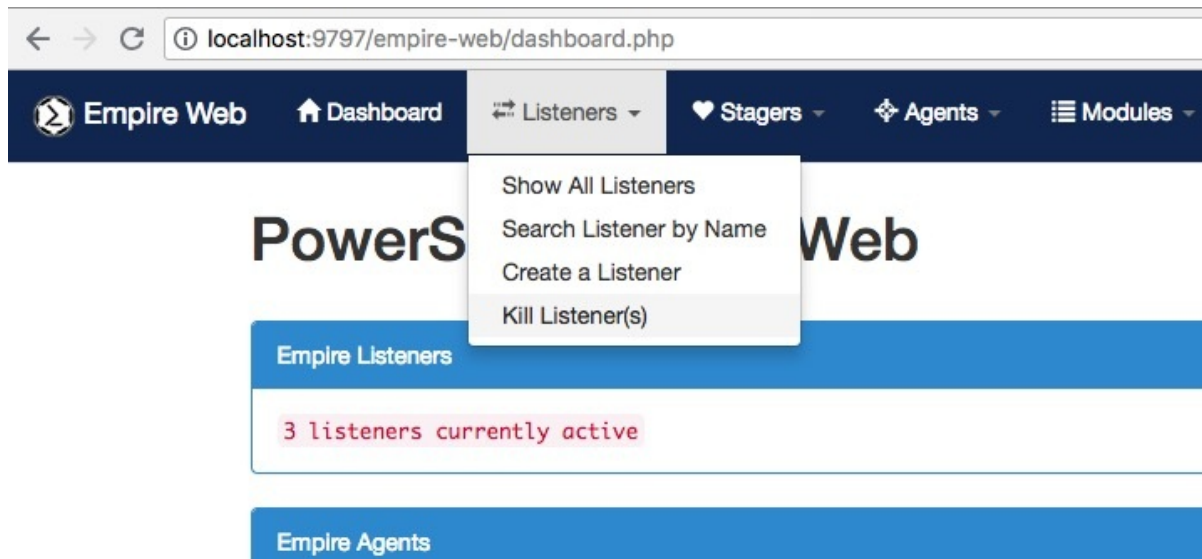 localhost:9797/empire-web/dashboard.php
Empire Web Dashboard Listeners Stagers Agents Modules
Show All Listeners
Search Listener by Name
Create a Listener
Kill Listener(s)
PowerS Web
Empire Listeners
3 listeners currently active
Empire Agents